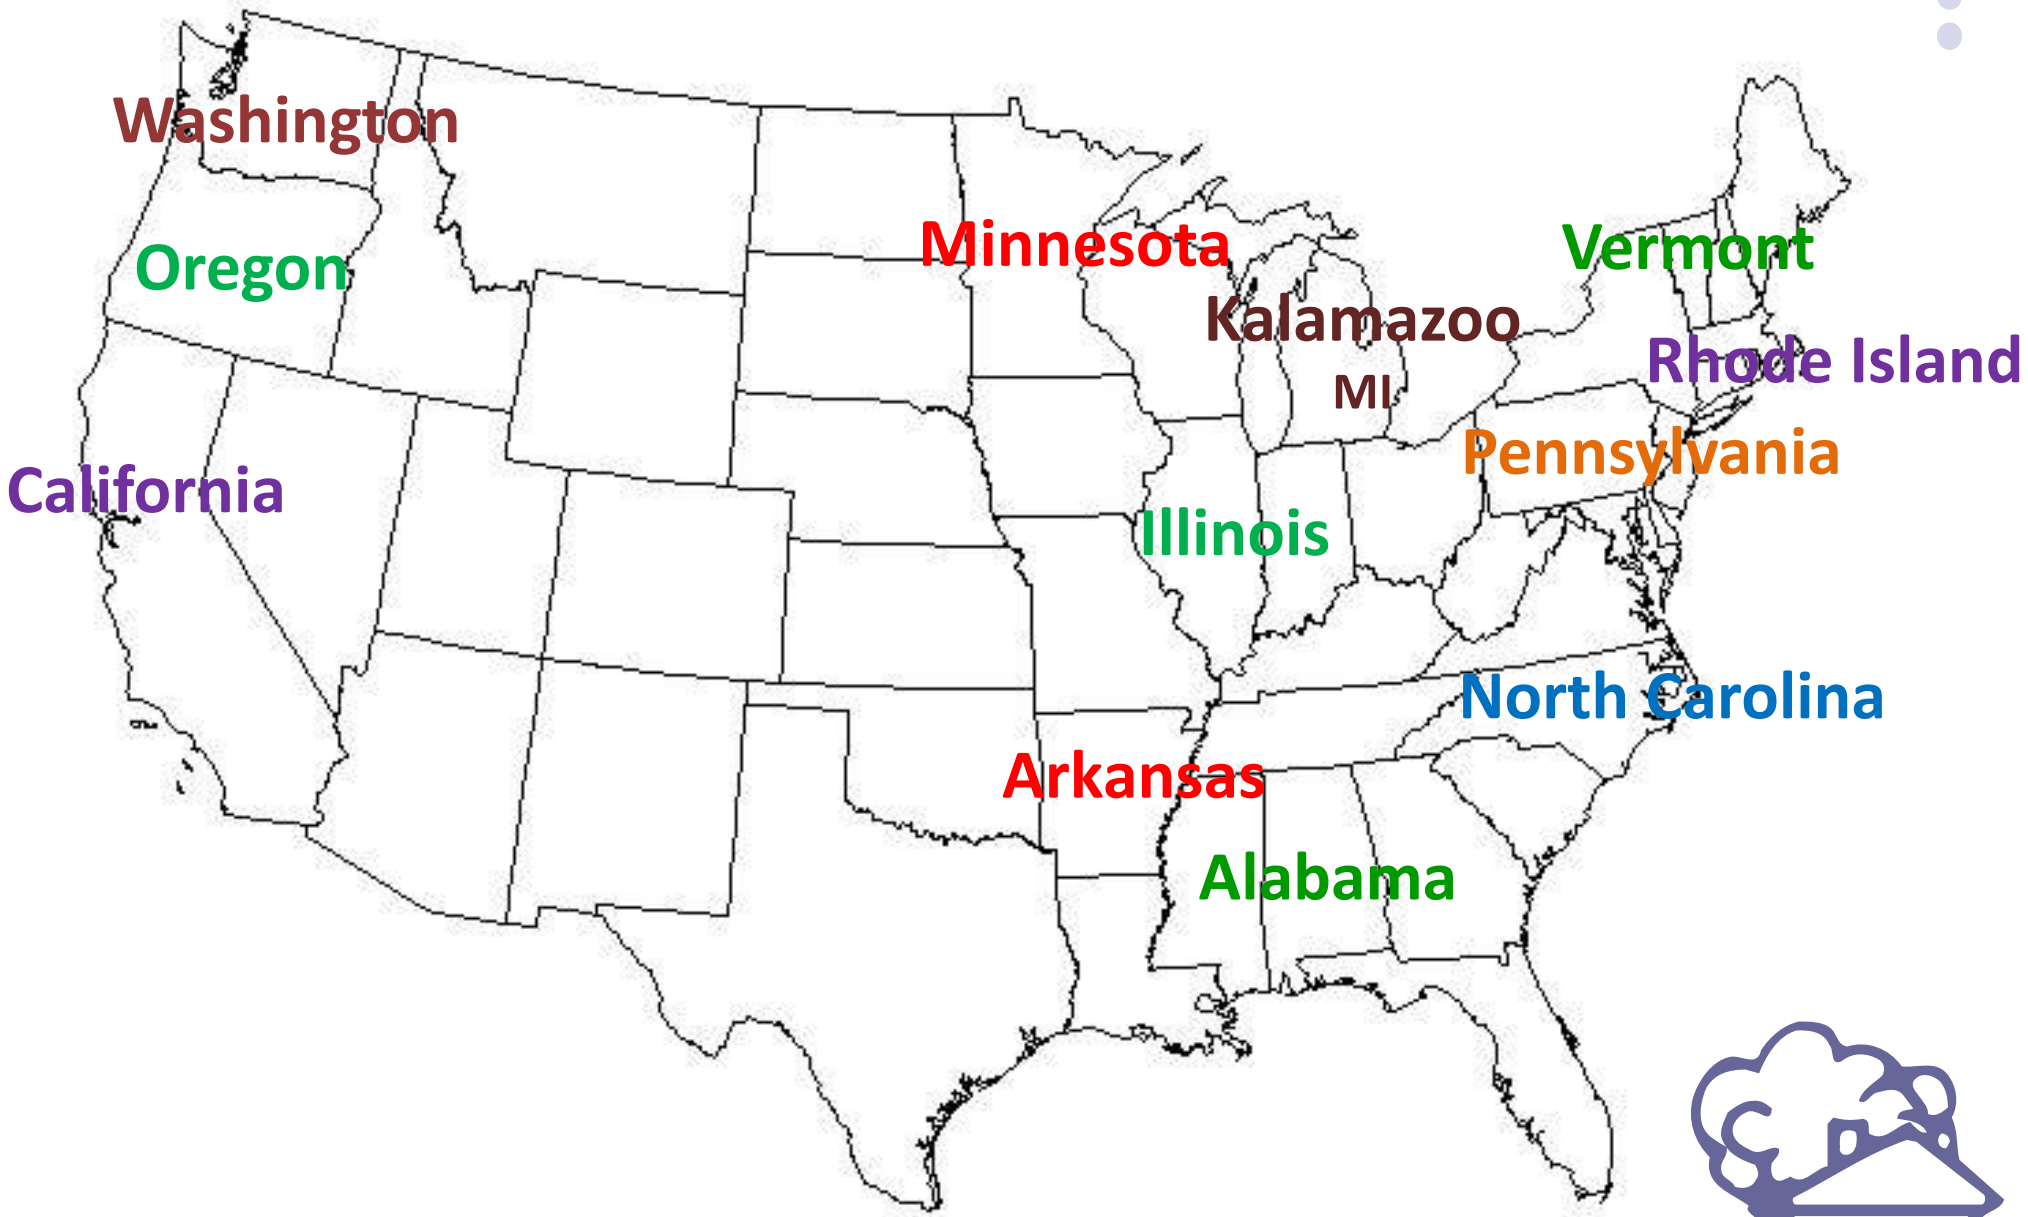 Washington
Minnesota
Vermont
Oregon
Kalamazoo
MI
Rhode Island
Pennsylvania
California
Illinois
North Carolina
Arkansas
Alabama